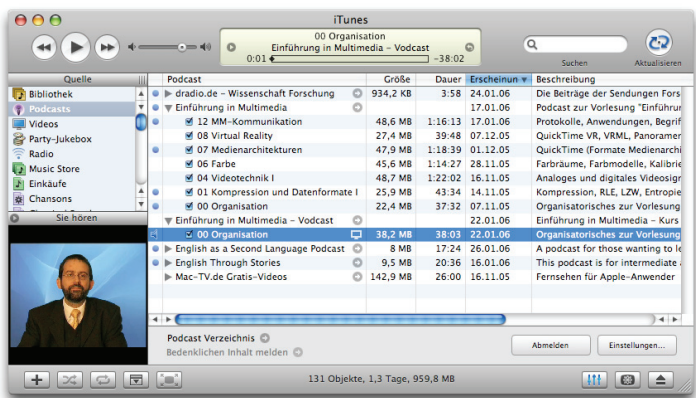 iTunes
00 Organisation
Einführung in Multimedia – Vodcast
0:01 -38:02
Suchen Aktualisieren
Quelle Podcast Größe Dauer Erscheinun Beschreibung
Bibliothek dradio.de – Wissenschaft Forschung 934,2 KB 3:58 24.01.06 Die Beiträge der Sendungen Fors
Podcasts Einführung in Multimedia 17.01.06 Podcast zur Vorlesung "Einführur
Videos 12 MM-Kommunikation 48,6 MB 1:16:13 17.01.06 Protokolle, Anwendungen, Begrif
Party-Jukebox 08 Virtual Reality 27,4 MB 39:48 07.12.05 QuickTime VR, VRML, Panoramer
Radio 07 Medienarchitekturen 47,9 MB 1:18:39 01.12.05 QuickTime (Formate Medienarchi
Music Store 06 Farbe 45,6 MB 1:14:27 28.11.05 Farbräume, Farbmodelle, Kalibrie
Einkäufe 04 Videotechnik I 48,7 MB 1:22:02 16.11.05 Analoges und digitales Videosigr
Chansons 01 Kompression und Datenformate I 25,9 MB 43:34 14.11.05 Kompression, RLE, LZW, Entropie
00 Organisation 22,4 MB 37:32 07.11.05 Organisatorisches zur Vorlesung
Sie hören Einführung in Multimedia – Vodcast 22.01.06 Einführung in Multimedia – Kurs
00 Organisation 38,2 MB 38:03 22.01.06 Organisatorisches zur Vorlesung
English as a Second Language Podcast 8 MB 17:24 26.01.06 A podcast for those wanting to le
English Through Stories 9,5 MB 20:36 16.01.06 This podcast is for intermediate
Mac-TV.de Gratis-Videos 142,9 MB 26:00 16.11.05 Fernsehen für Apple-Anwender
Podcast Verzeichnis
Bedenklichen Inhalt melden
Abmelden Einstellungen...
131 Objekte, 1,3 Tage, 959,8 MB